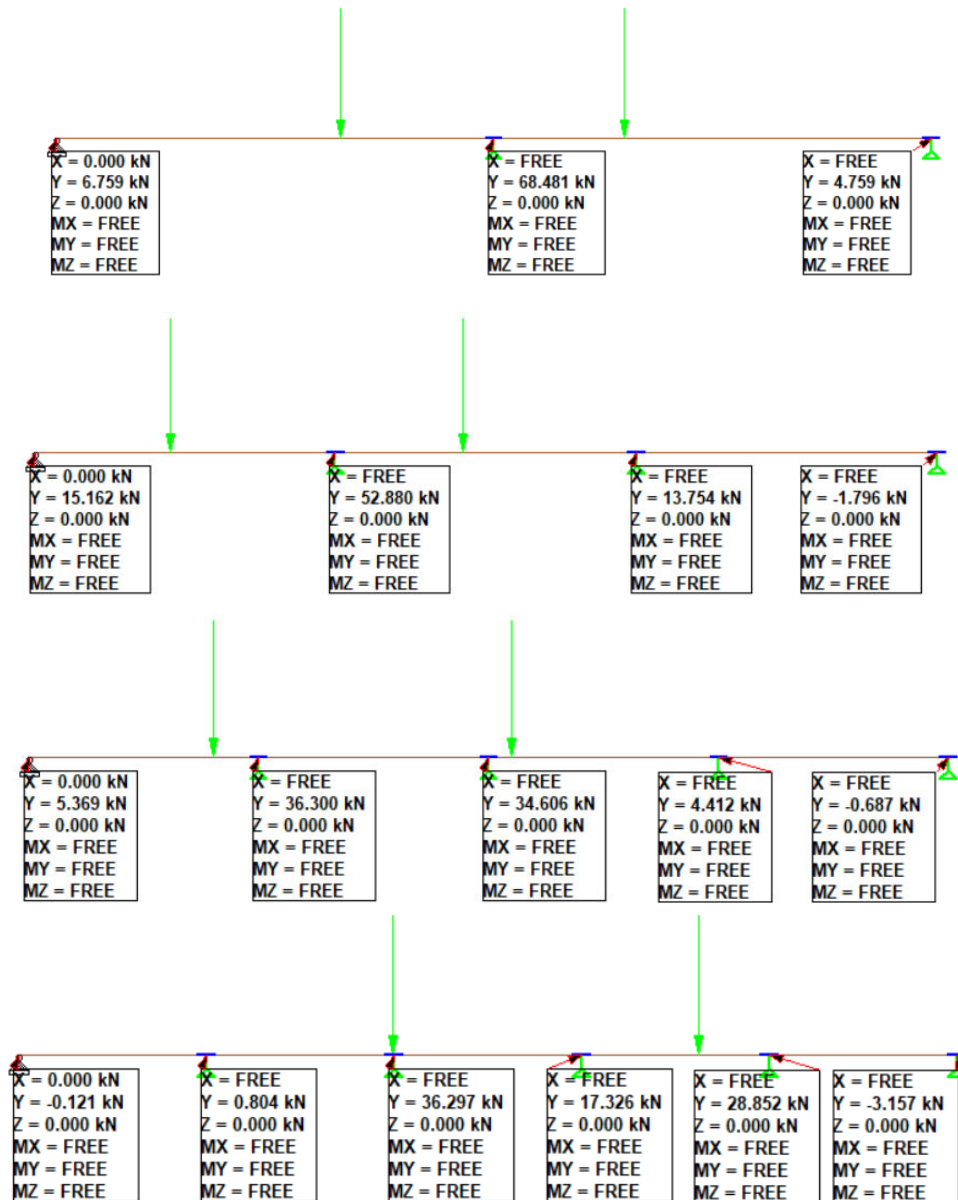 X = 0.000 kN
Y = 6.759 kN
Z = 0.000 kN
MX = FREE
MY = FREE
MZ = FREE
X = FREE
Y = 68.481 kN
Z = 0.000 kN
MX = FREE
MY = FREE
MZ = FREE
X = FREE
Y = 4.759 kN
Z = 0.000 kN
MX = FREE
MY = FREE
MZ = FREE
X = 0.000 kN
Y = 15.162 kN
Z = 0.000 kN
MX = FREE
MY = FREE
MZ = FREE
X = FREE
Y = 52.880 kN
Z = 0.000 kN
MX = FREE
MY = FREE
MZ = FREE
X = FREE
Y = 13.754 kN
Z = 0.000 kN
MX = FREE
MY = FREE
MZ = FREE
X = FREE
Y = -1.796 kN
Z = 0.000 kN
MX = FREE
MY = FREE
MZ = FREE
X = 0.000 kN
Y = 5.369 kN
Z = 0.000 kN
MX = FREE
MY = FREE
MZ = FREE
X = FREE
Y = 36.300 kN
Z = 0.000 kN
MX = FREE
MY = FREE
MZ = FREE
X = FREE
Y = 34.606 kN
Z = 0.000 kN
MX = FREE
MY = FREE
MZ = FREE
X = FREE
Y = 4.412 kN
Z = 0.000 kN
MX = FREE
MY = FREE
MZ = FREE
X = FREE
Y = -0.687 kN
Z = 0.000 kN
MX = FREE
MY = FREE
MZ = FREE
X = 0.000 kN
Y = -0.121 kN
Z = 0.000 kN
MX = FREE
MY = FREE
MZ = FREE
X = FREE
Y = 0.804 kN
Z = 0.000 kN
MX = FREE
MY = FREE
MZ = FREE
X = FREE
Y = 36.297 kN
Z = 0.000 kN
MX = FREE
MY = FREE
MZ = FREE
X = FREE
Y = 17.326 kN
Z = 0.000 kN
MX = FREE
MY = FREE
MZ = FREE
X = FREE
Y = 28.852 kN
Z = 0.000 kN
MX = FREE
MY = FREE
MZ = FREE
X = FREE
Y = -3.157 kN
Z = 0.000 kN
MX = FREE
MY = FREE
MZ = FREE